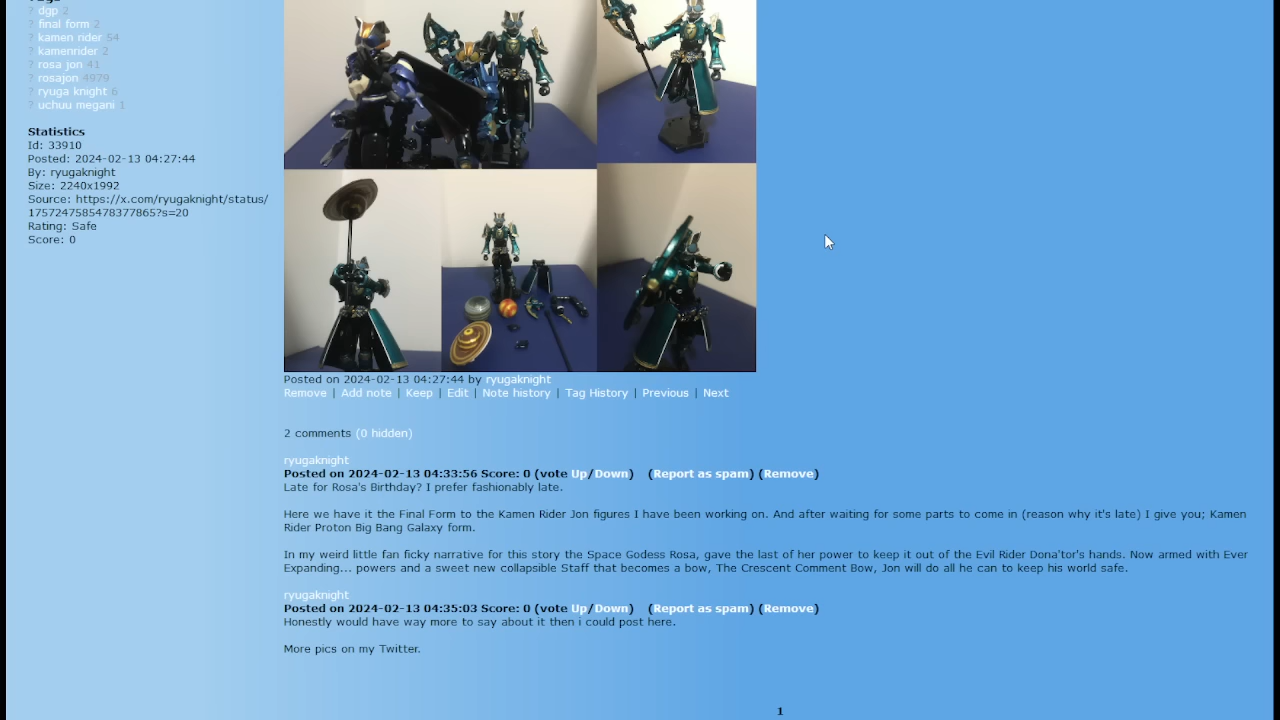 ? dgp 2
? final form 2
? kamen rider 54
? kamenrider 2
? rosa jon 41
? rosajon 4979
? ryuga knight 6
? uchuu megani 1
Statistics
Id: 33910
Posted: 2024-02-13 04:27:44
By: ryugaknight
Size: 2240x1992
Source: https://x.com/ryugaknight/status/
1757247585478377865?s=20
Rating: Safe
Score: 0
Posted on 2024-02-13 04:27:44 by ryugaknight
Remove | Add note | Keep | Edit | Note history | Tag History | Previous | Next
2 comments (0 hidden)
ryugaknight
Posted on 2024-02-13 04:33:56 Score: 0 (vote Up/Down) (Report as spam) (Remove)
Late for Rosa's Birthday? I prefer fashionably late.
Here we have it the Final Form to the Kamen Rider Jon figures I have been working on. And after waiting for some parts to come in (reason why it's late) I give you; Kamen
Rider Proton Big Bang Galaxy form.
In my weird little fan ficky narrative for this story the Space Godess Rosa, gave the last of her power to keep it out of the Evil Rider Dona'tor's hands. Now armed with Ever
Expanding... powers and a sweet new collapsible Staff that becomes a bow, The Crescent Comment Bow, Jon will do all he can to keep his world safe.
ryugaknight
Posted on 2024-02-13 04:35:03 Score: 0 (vote Up/Down) (Report as spam) (Remove)
Honestly would have way more to say about it then i could post here.
More pics on my Twitter.
1